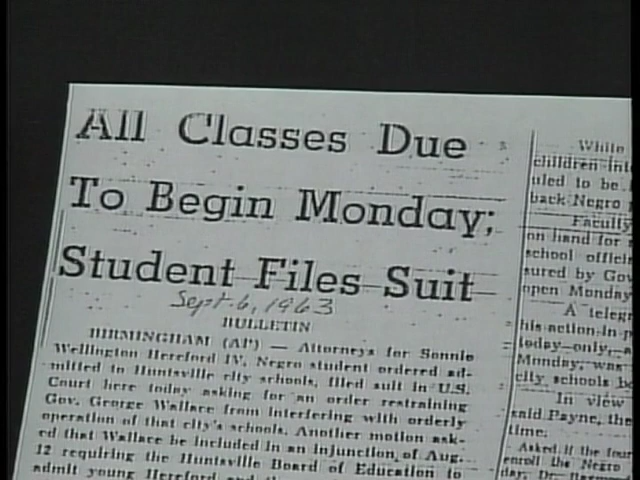 All Classes Due
To Begin Monday;
Student Files Suit
Sept. 6, 1963
BULLETIN
BIRMINGHAM (AP) — Attorneys for Sonnie
Wellington Hereford IV, Negro student ordered ad-
mitted to Huntsville city schools, filed suit in U.S.
Court here today asking for an order restraining
Gov. George Wallace from interfering with orderly
operation of that city's schools. Another motion ask-
ed that Wallace be included in an injunction of Aug.
12 requiring the Huntsville Board of Education to
admit young Hereford and
White
children int
uled to be
back Negro
Faculty
on hand for
school offici
sured by Gov
open Monday
A telegr
his action in
today—only,
Monday, was
city schools b
In view
said Payne, the
time.
Asked if the four
enroll the Negro
day, Dr.